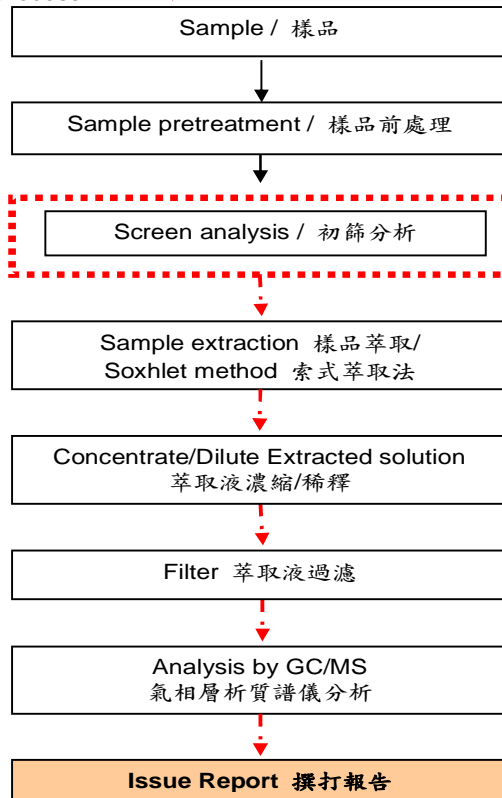 Sample / 樣品
Sample pretreatment / 樣品前處理
Screen analysis / 初篩分析
Sample extraction 樣品萃取/
Soxhlet method 索式萃取法
Concentrate/Dilute Extracted solution
萃取液濃縮/稀釋
Filter 萃取液過濾
Analysis by GC/MS
氣相層析質譜儀分析
Issue Report 撰打報告